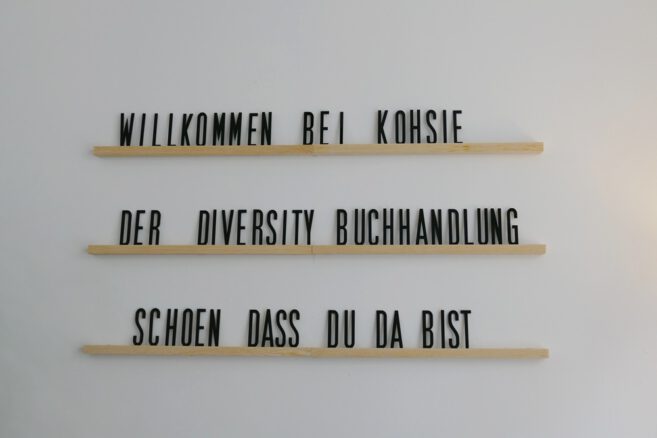 WILLKOMMEN BEI KOHSIE
DER DIVERSITY BUCHHANDLUNG
SCHOEN DASS DU DA BIST